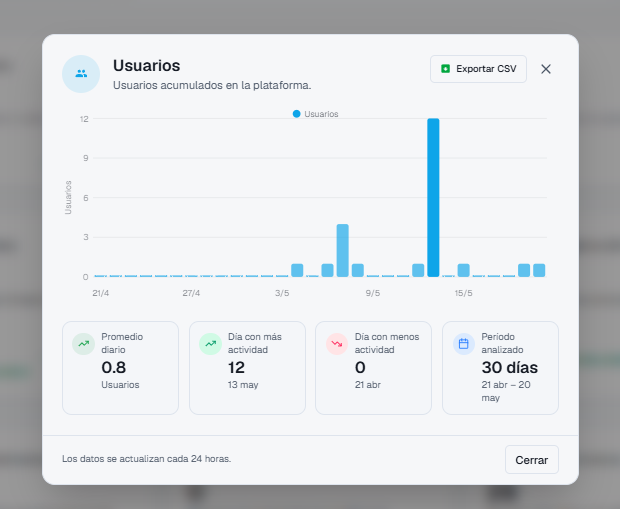 Usuarios
Usuarios acumulados en la plataforma.
Exportar CSV
Usuarios
Usuarios
12
9
6
3
0
21/4
27/4
3/5
9/5
15/5
Promedio
diario
0.8
Usuarios
Día con más
actividad
12
13 may
Día con menos
actividad
0
21 abr
Período
analizado
30 días
21 abr – 20
may
Los datos se actualizan cada 24 horas.
Cerrar